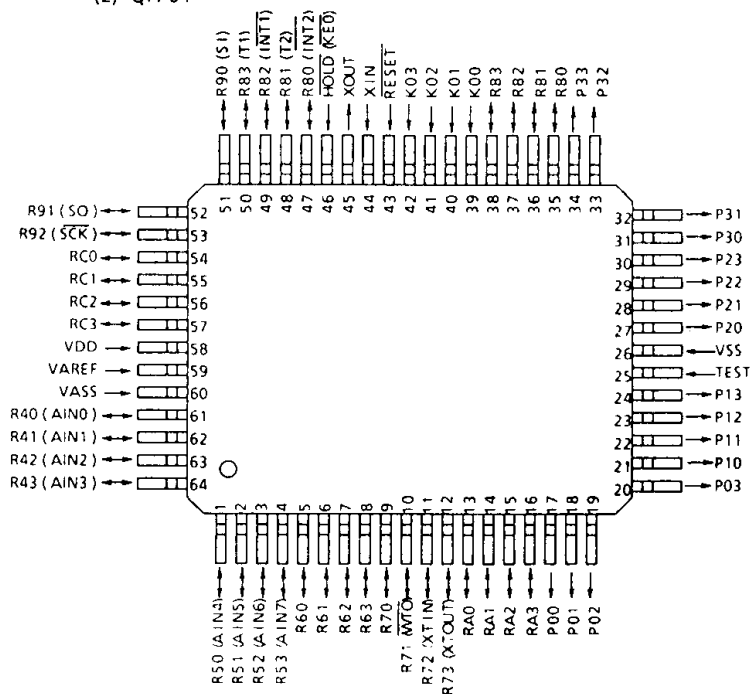 R90 (SI)
R83 (T1)
R82 (INT1)
R81 (T2)
R80 (INT2)
HOLD (KE0)
XOUT
XIN
RESET
K03
K02
K01
K00
RB3
RB2
RB1
RB0
P33
P32
51 50 49 48 47 46 45 44 43 42 41 40 39 38 37 36 35 34 33
R91 (SO) 52
R92 (SCK) 53
RC0 54
RC1 55
RC2 56
RC3 57
VDD 58
VAREF 59
VASS 60
R40 (AIN0) 61
R41 (AIN1) 62
R42 (AIN2) 63
R43 (AIN3) 64
32 P31
31 P30
30 P23
29 P22
28 P21
27 P20
26 VSS
25 TEST
24 P13
23 P12
22 P11
21 P10
20 P03
1 2 3 4 5 6 7 8 9 10 11 12 13 14 15 16 17 18 19
R50 (AIN4)
R51 (AIN5)
R52 (AIN6)
R53 (AIN7)
R60
R61
R62
R63
R70
R71 (WTO)
R72 (XTIN)
R73 (XTOUT)
RA0
RA1
RA2
RA3
P00
P01
P02